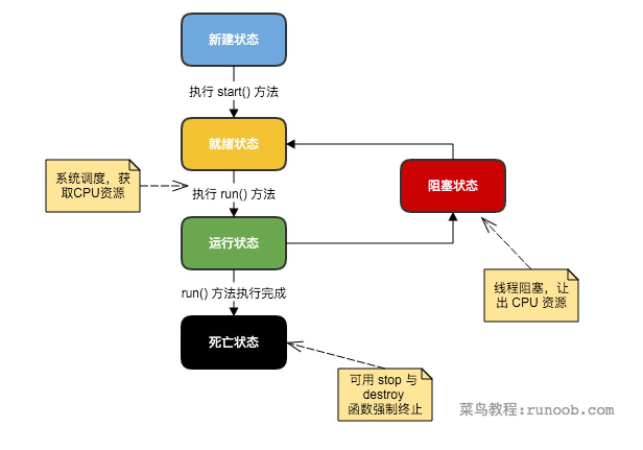 新建状态
执行 start() 方法
就绪状态
系统调度，获
取CPU资源
执行 run() 方法
阻塞状态
运行状态
线程阻塞，让
出 CPU 资源
run() 方法执行完成
死亡状态
可用 stop 与
destroy
函数强制终止
菜鸟教程:runoob.com